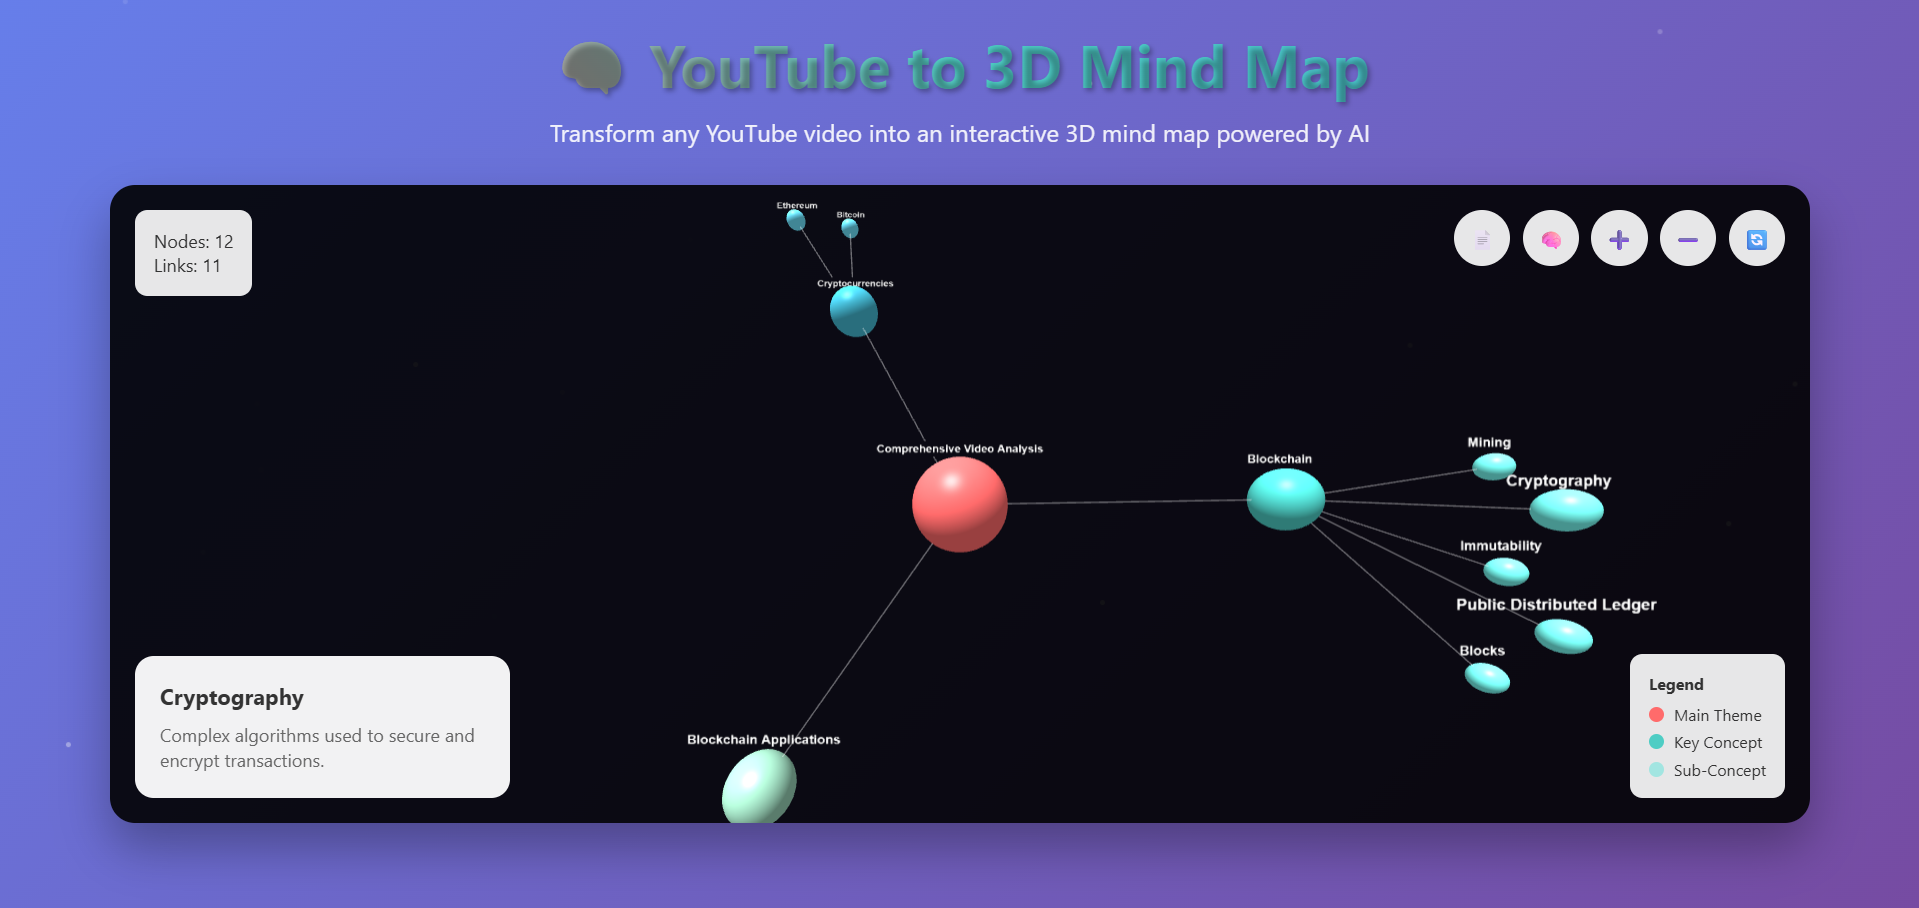 YouTube to 3D Mind Map
Transform any YouTube video into an interactive 3D mind map powered by AI
Nodes: 12
Links: 11
Ethereum
Bitcoin
Cryptocurrencies
Comprehensive Video Analysis
Blockchain
Mining
Cryptography
Immutability
Public Distributed Ledger
Blocks
Blockchain Applications
Cryptography
Complex algorithms used to secure and
encrypt transactions.
Legend
Main Theme
Key Concept
Sub-Concept